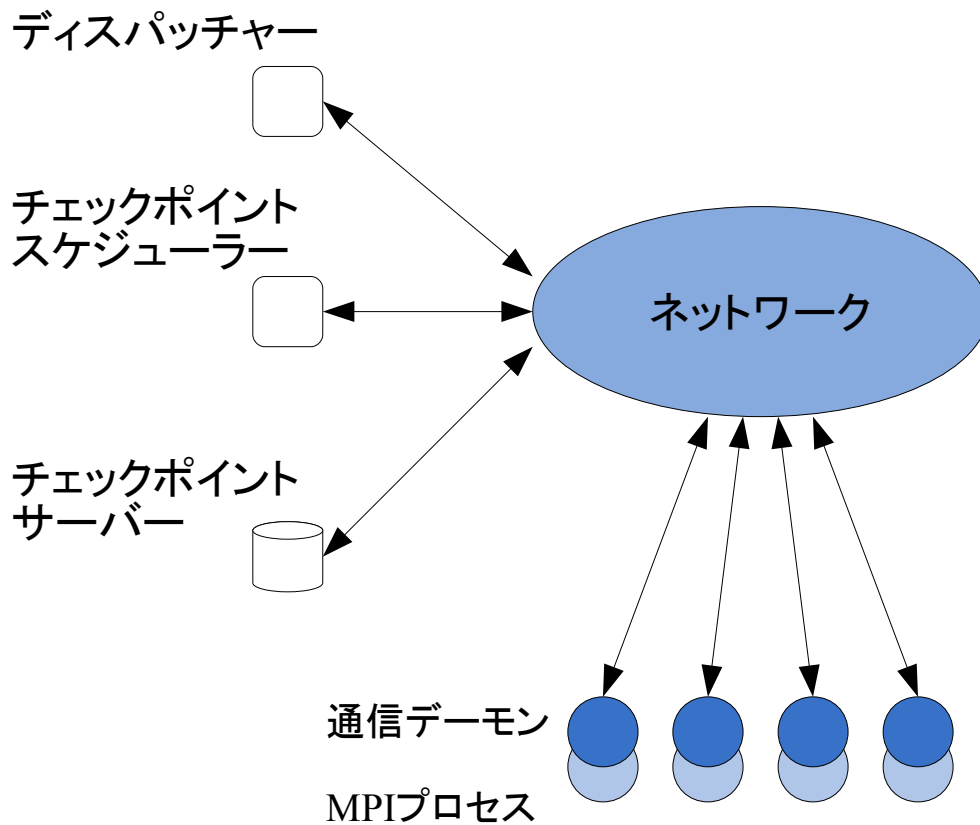 ディスパッチャー
チェックポイント
スケジューラー
ネットワーク
チェックポイント
サーバー
通信デーモン
MPIプロセス